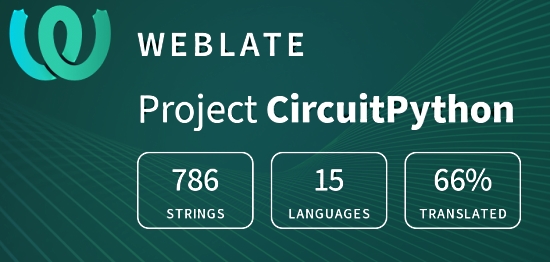 WEBLATE
Project CircuitPython
786 15 66%
STRINGS LANGUAGES TRANSLATED